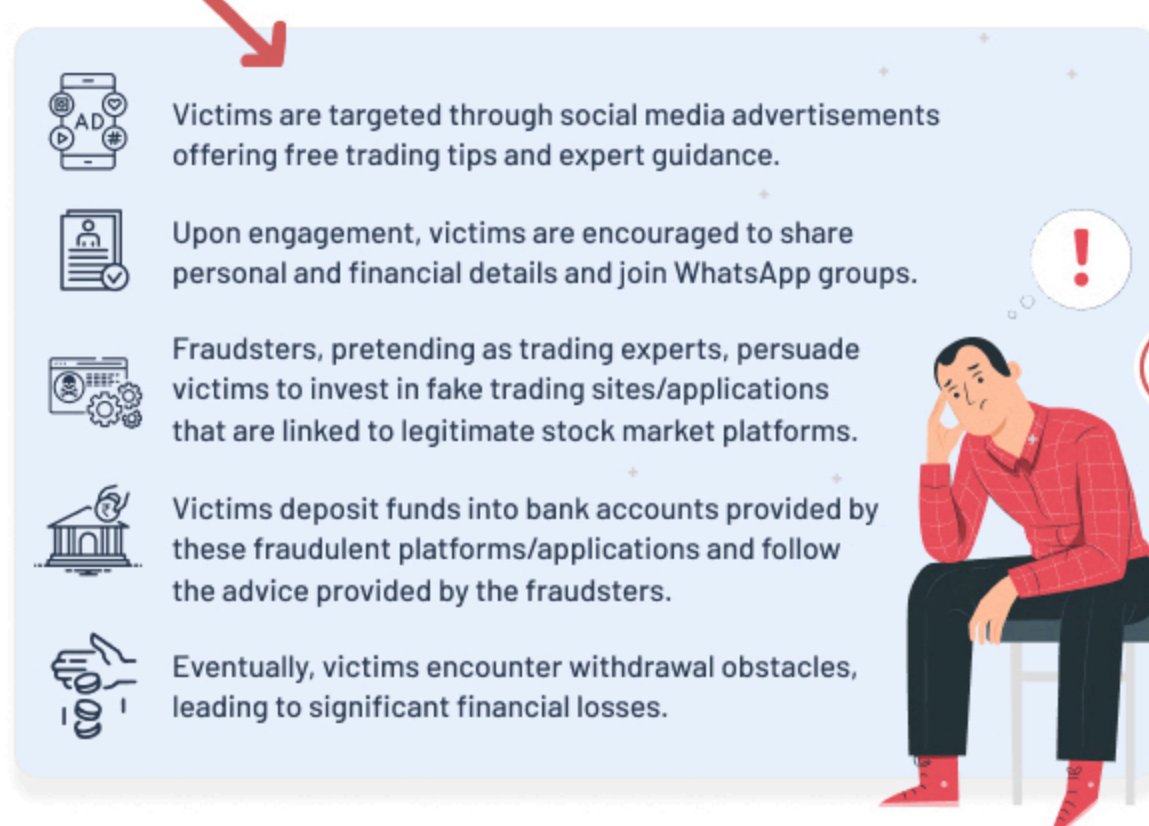 AD
#
Victims are targeted through social media advertisements
offering free trading tips and expert guidance.
Upon engagement, victims are encouraged to share
personal and financial details and join WhatsApp groups.
!
Fraudsters, pretending as trading experts, persuade
victims to invest in fake trading sites/applications
that are linked to legitimate stock market platforms.
₹
Victims deposit funds into bank accounts provided by
these fraudulent platforms/applications and follow
the advice provided by the fraudsters.
Eventually, victims encounter withdrawal obstacles,
leading to significant financial losses.